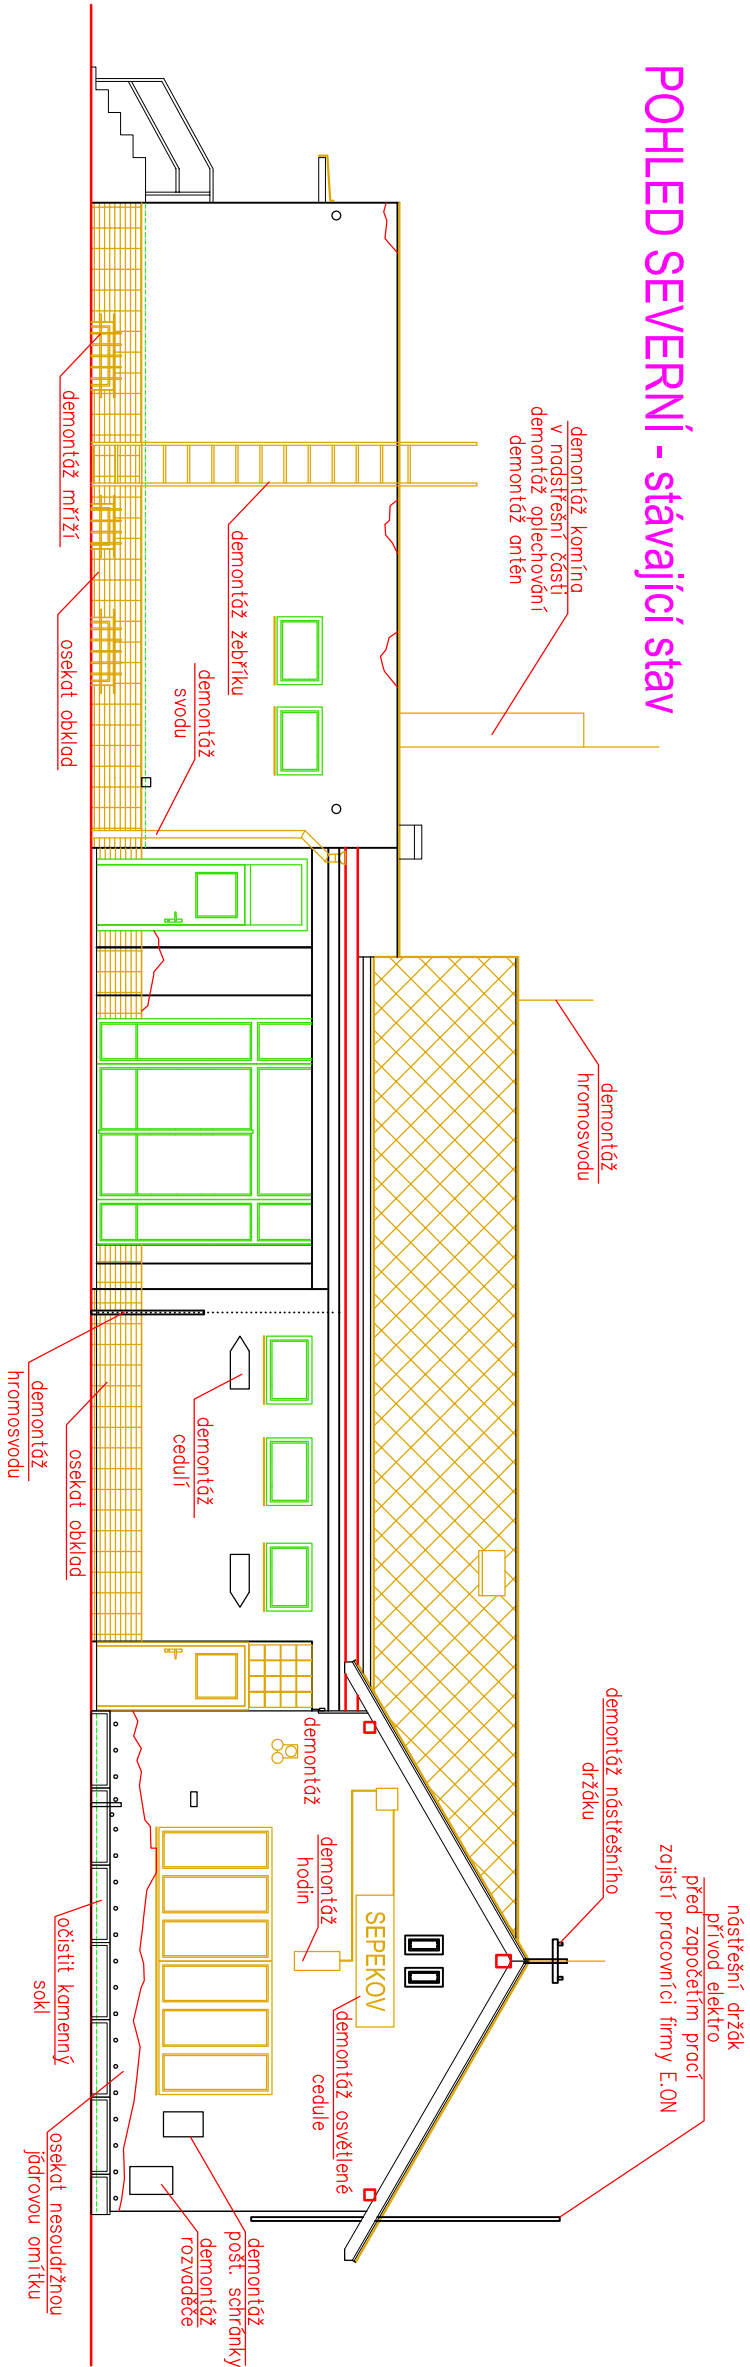 POHLED SEVERNÍ - stávající stav
demontáž komína
v nadstřešní části
demontáž oplechování
demontáž antén
demontáž mříží
osekat obklad
demontáž žebříku
demontáž
svodu
demontáž
hromosvodu
demontáž
hromosvodu
osekat obklad
demontáž
cedulí
demontáž
demontáž
hodin
SEPEKOV
demontáž osvětlené
cedule
demontáž nástřešního
držáku
nástřešní držák
přívod elektro
před započetím prací
zajistí pracovníci firmy E.ON
očistit kamenný
sokl
osekat nesoudržnou
jádrovou omítku
demontáž
pošt. schránky
demontáž
rozvaděče